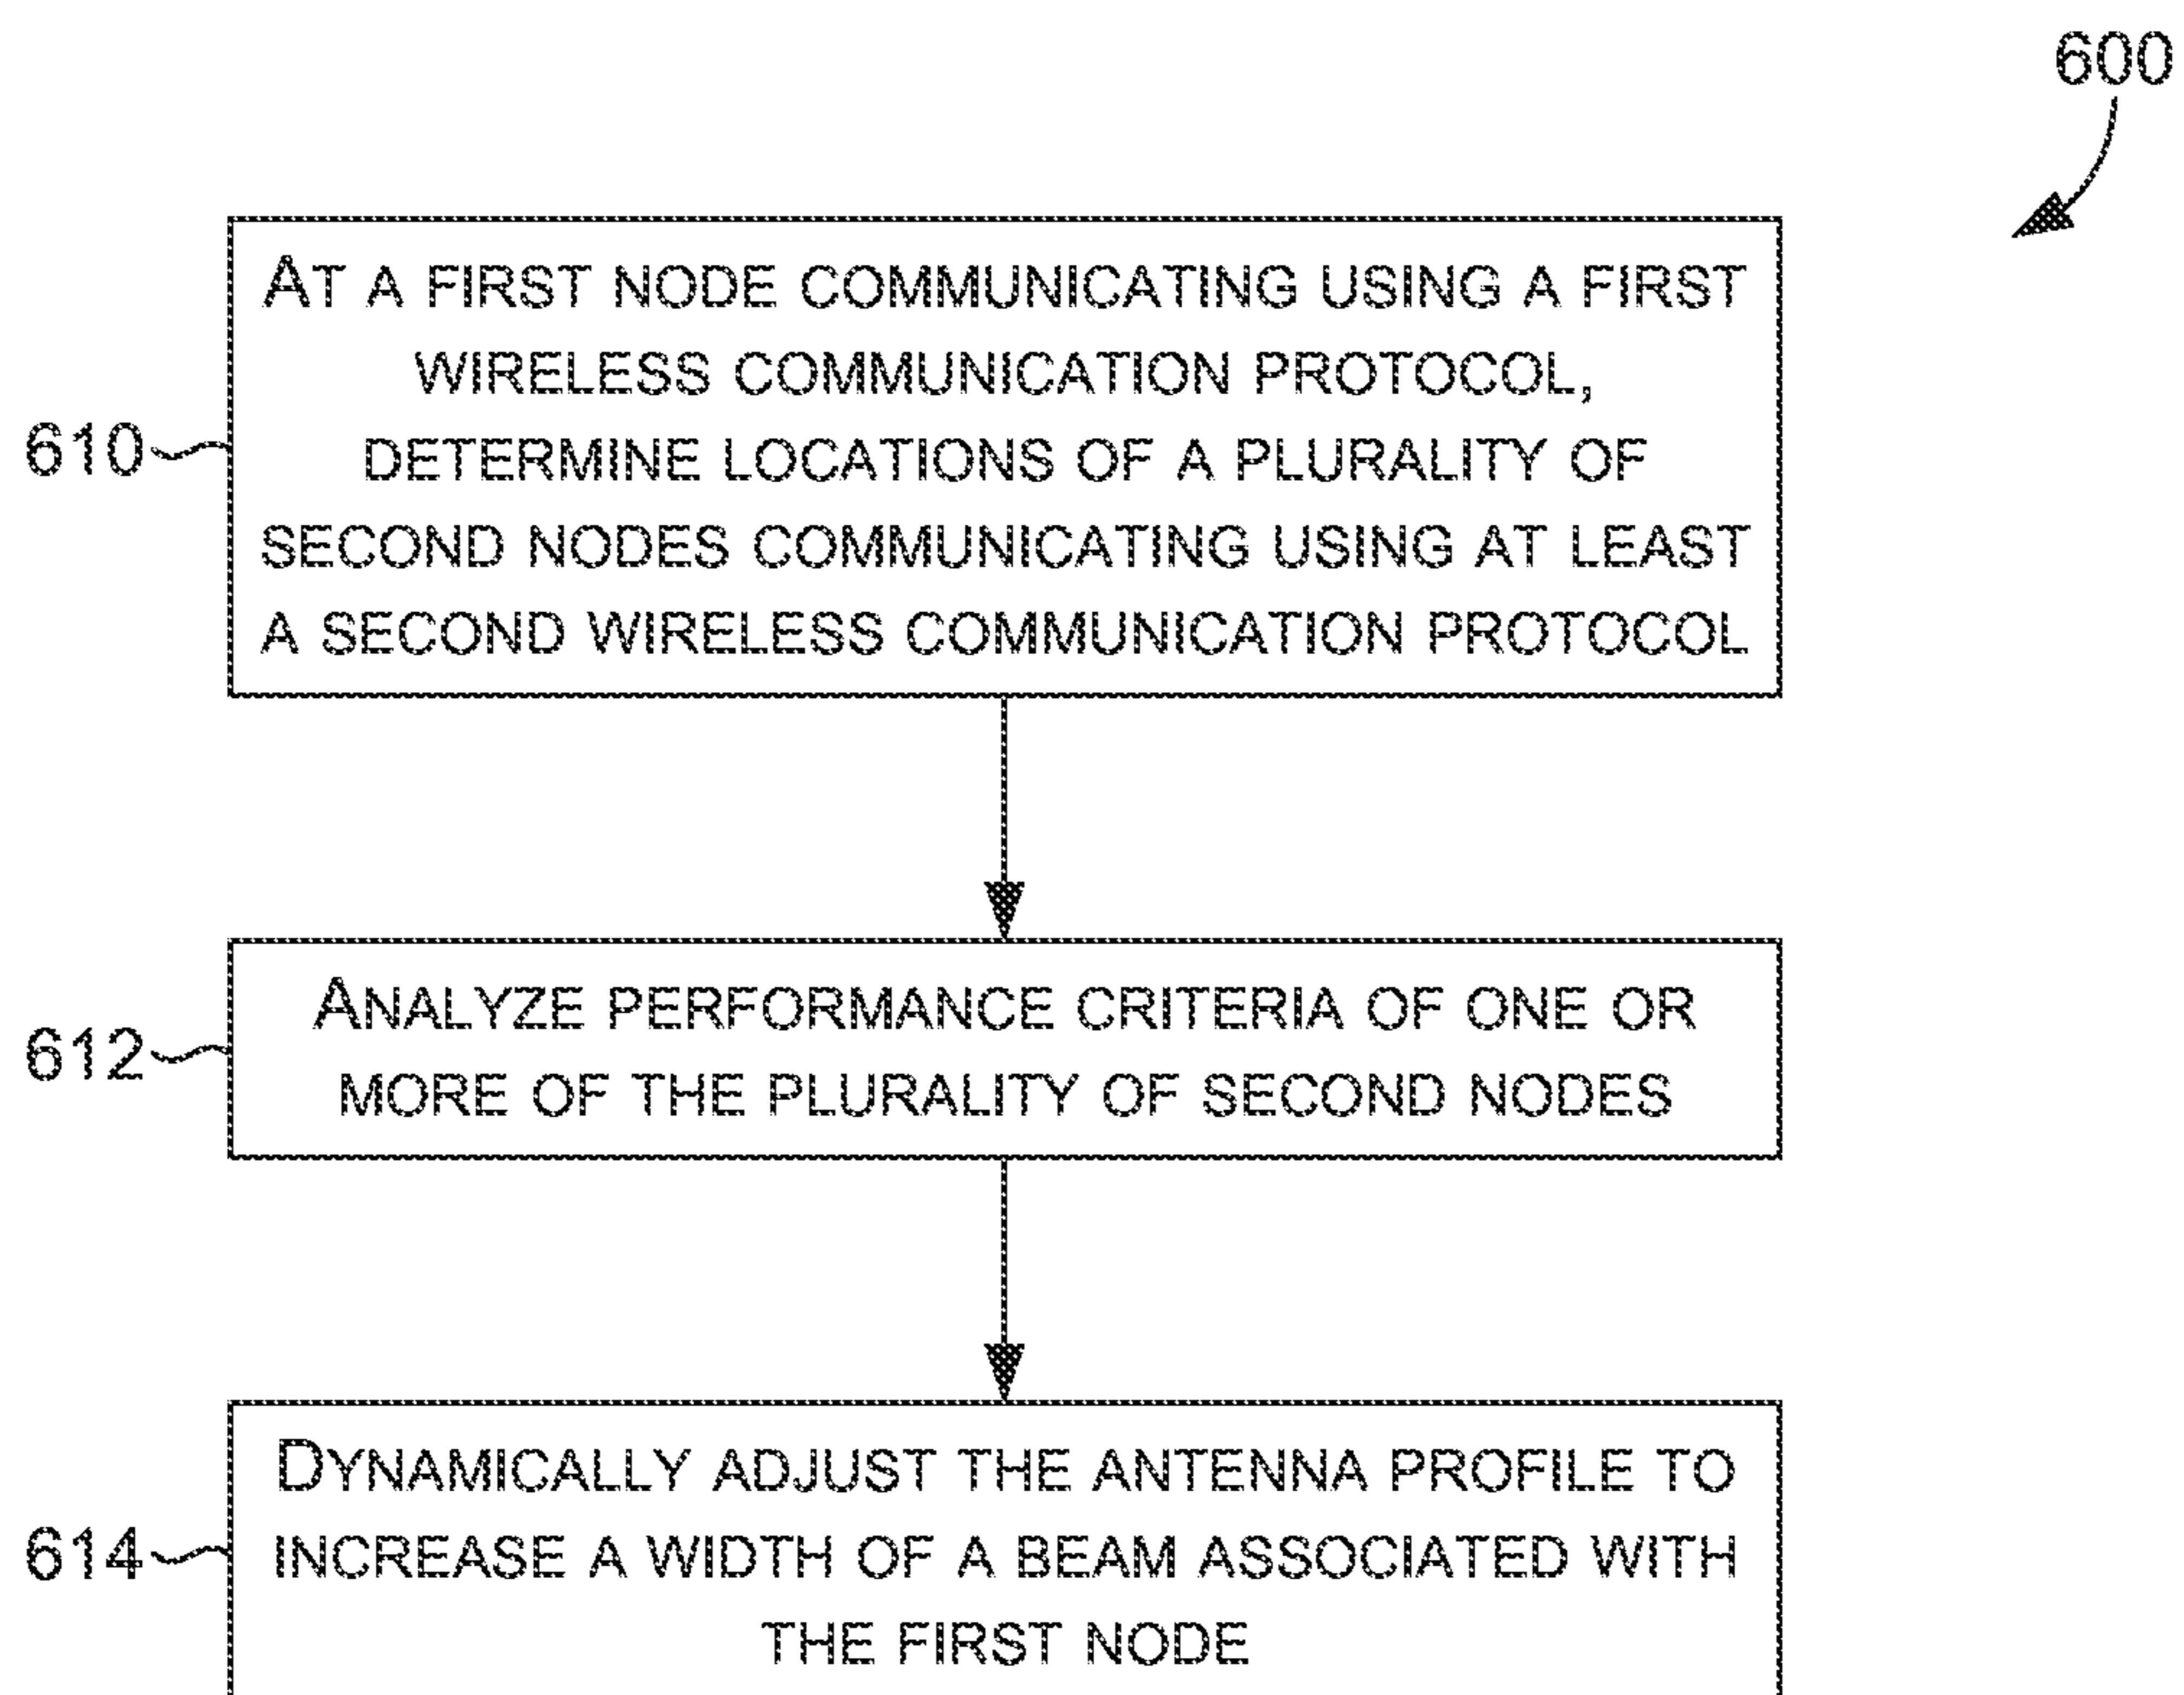 600
AT A FIRST NODE COMMUNICATING USING A FIRST
WIRELESS COMMUNICATION PROTOCOL,
DETERMINE LOCATIONS OF A PLURALITY OF
SECOND NODES COMMUNICATING USING AT LEAST
A SECOND WIRELESS COMMUNICATION PROTOCOL
610
ANALYZE PERFORMANCE CRITERIA OF ONE OR
MORE OF THE PLURALITY OF SECOND NODES
612
DYNAMICALLY ADJUST THE ANTENNA PROFILE TO
INCREASE A WIDTH OF A BEAM ASSOCIATED WITH
THE FIRST NODE
614